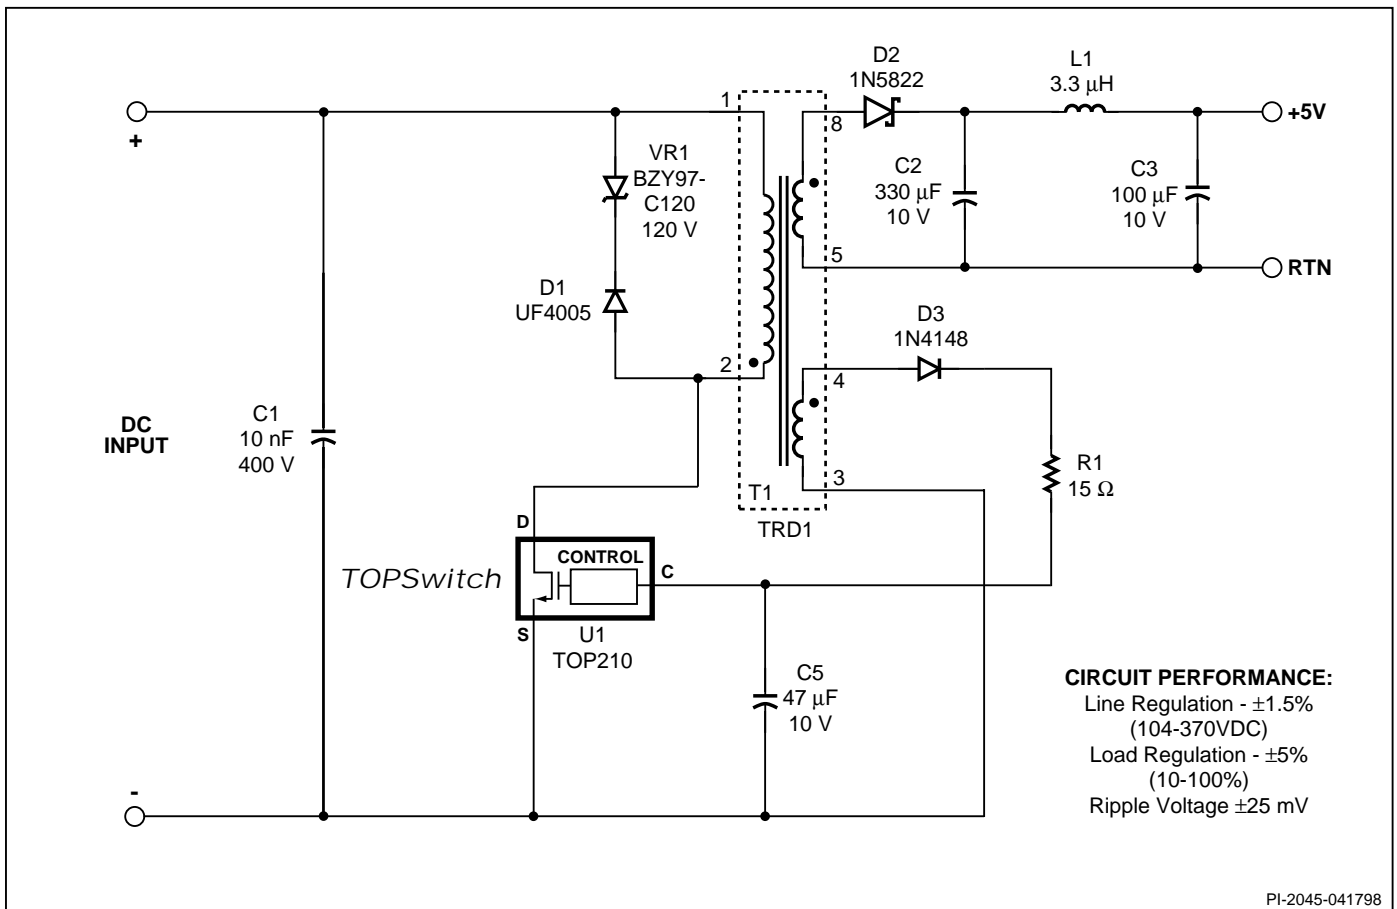 D2
1N5822
L1
3.3 µH
1
8
+5V
+
VR1
BZY97-
C120
120 V
C2
330 µF
10 V
C3
100 µF
10 V
5
RTN
D1
UF4005
D3
1N4148
2
4
DC
INPUT
C1
10 nF
400 V
R1
15 Ω
3
T1
TRD1
D
CONTROL
C
TOPSwitch
S
U1
TOP210
C5
47 µF
10 V
CIRCUIT PERFORMANCE:
Line Regulation - ±1.5%
(104-370VDC)
Load Regulation - ±5%
(10-100%)
Ripple Voltage ±25 mV
-
PI-2045-041798